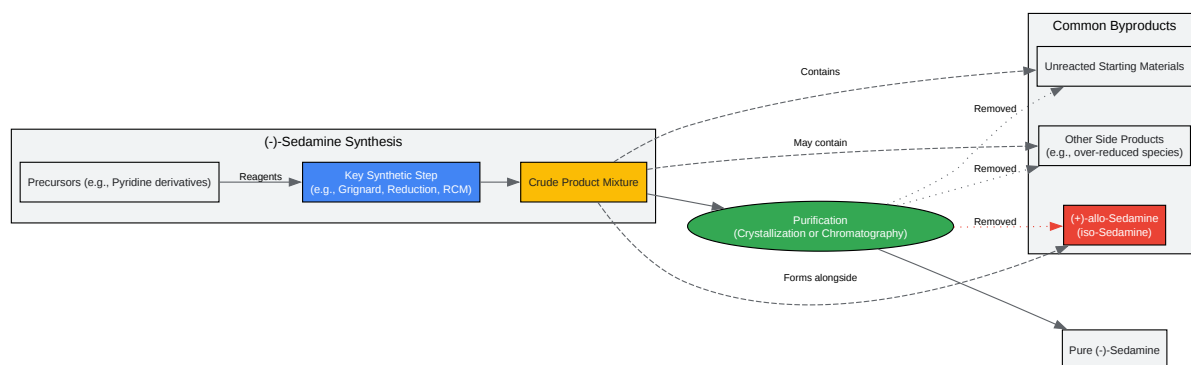 Common Byproducts
Unreacted Starting Materials
Contains
Removed
(-)-Sedamine Synthesis
Other Side Products
(e.g., over-reduced species)
May contain
Removed
Precursors (e.g., Pyridine derivatives)
Reagents
Key Synthetic Step
(e.g., Grignard, Reduction, RCM)
Crude Product Mixture
Purification
(Crystallization or Chromatography)
Removed
(+)-allo-Sedamine
(iso-Sedamine)
Forms alongside
Pure (-)-Sedamine